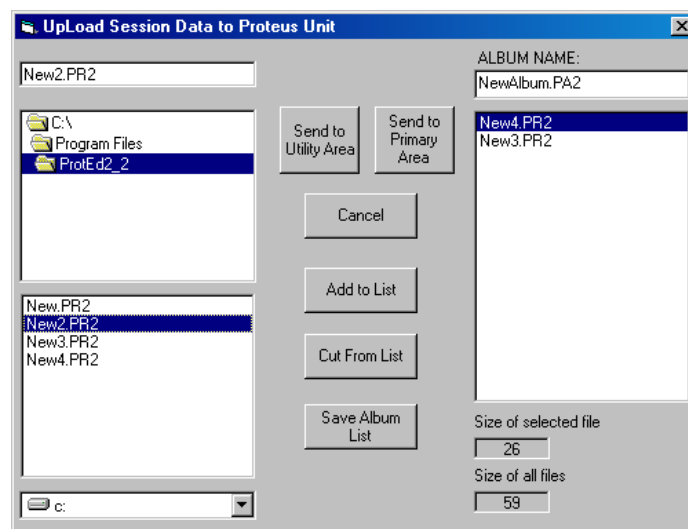 UpLoad Session Data to Proteus Unit
New2.PR2
C:\
Program Files
ProtEd2_2
New.PR2
New2.PR2
New3.PR2
New4.PR2
c:
Send to
Utility Area
Send to
Primary
Area
Cancel
Add to List
Cut From List
Save Album
List
ALBUM NAME:
NewAlbum.PA2
New4.PR2
New3.PR2
Size of selected file
26
Size of all files
59